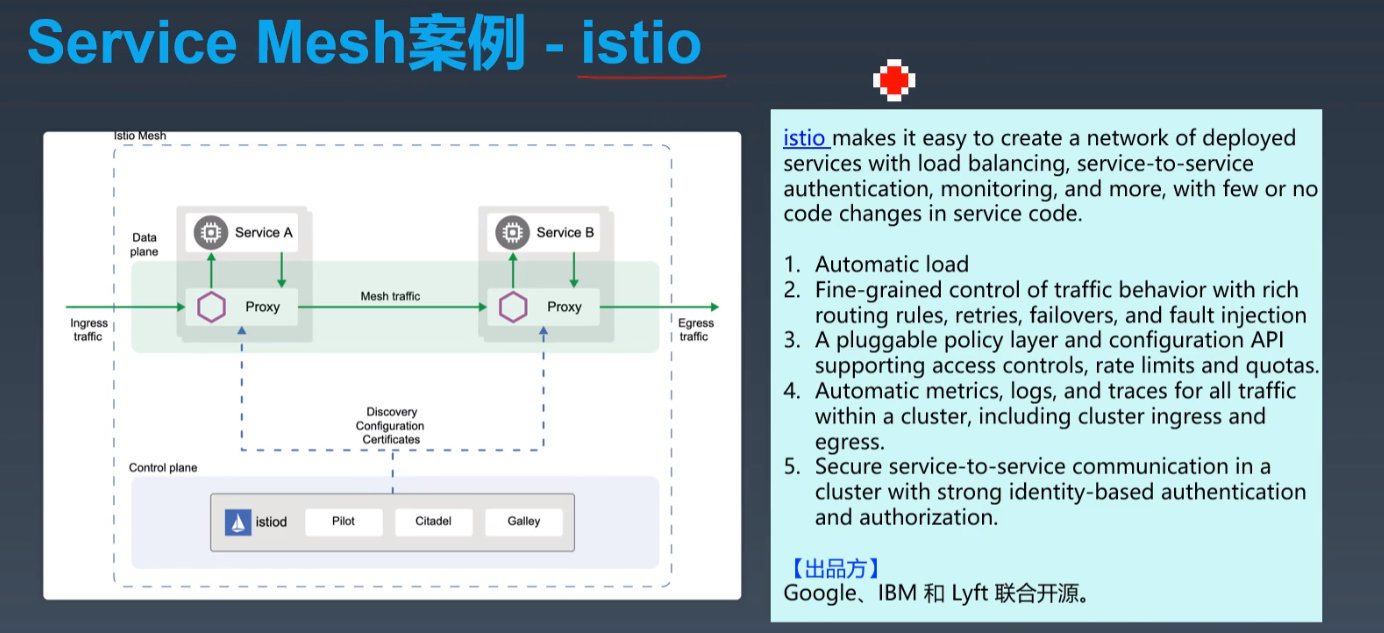 Service Mesh案例 - istio
Istio Mesh
Data
plane
Service A
Service B
Proxy
Mesh traffic
Proxy
Ingress
traffic
Egress
traffic
Discovery
Configuration
Certificates
Control plane
istiod
Pilot
Citadel
Galley
istio makes it easy to create a network of deployed
services with load balancing, service-to-service
authentication, monitoring, and more, with few or no
code changes in service code.
1. Automatic load
2. Fine-grained control of traffic behavior with rich
routing rules, retries, failovers, and fault injection
3. A pluggable policy layer and configuration API
supporting access controls, rate limits and quotas.
4. Automatic metrics, logs, and traces for all traffic
within a cluster, including cluster ingress and
egress.
5. Secure service-to-service communication in a
cluster with strong identity-based authentication
and authorization.
【出品方】
Google、IBM 和 Lyft 联合开源。